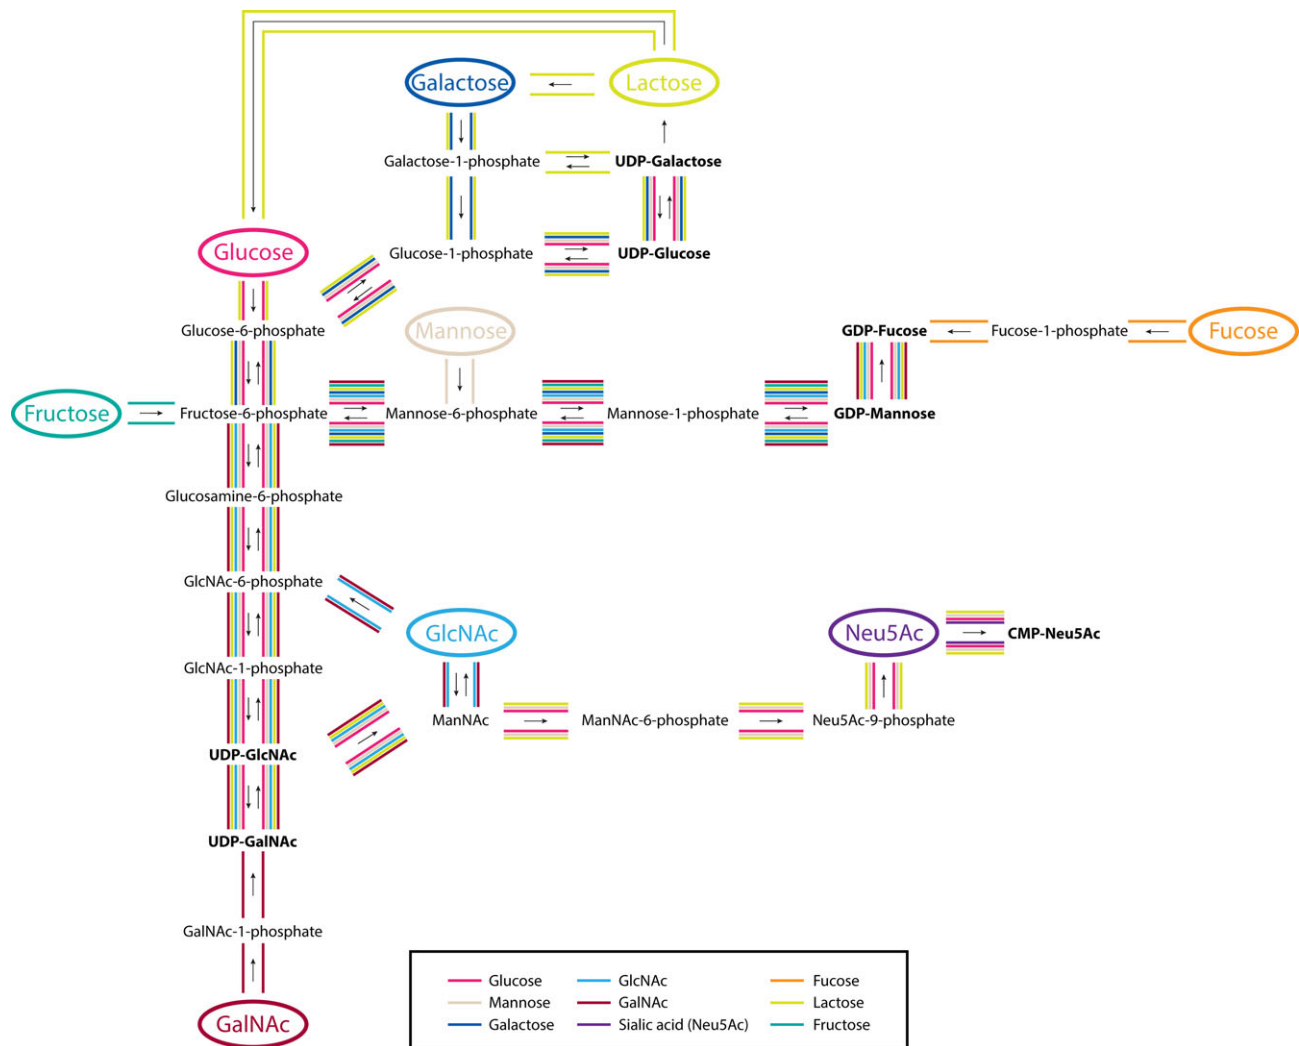 Galactose
Lactose
Galactose-1-phosphate
UDP-Galactose
Glucose
Glucose-1-phosphate
UDP-Glucose
Glucose-6-phosphate
Mannose
GDP-Fucose
Fucose-1-phosphate
Fucose
Fructose
Fructose-6-phosphate
Mannose-6-phosphate
Mannose-1-phosphate
GDP-Mannose
Glucosamine-6-phosphate
GlcNAc-6-phosphate
GlcNAc
Neu5Ac
CMP-Neu5Ac
GlcNAc-1-phosphate
ManNAc
ManNAc-6-phosphate
Neu5Ac-9-phosphate
UDP-GlcNAc
UDP-GalNAc
GalNAc-1-phosphate
GalNAc
Glucose
GlcNAc
Fucose
Mannose
GalNAc
Lactose
Galactose
Sialic acid (Neu5Ac)
Fructose